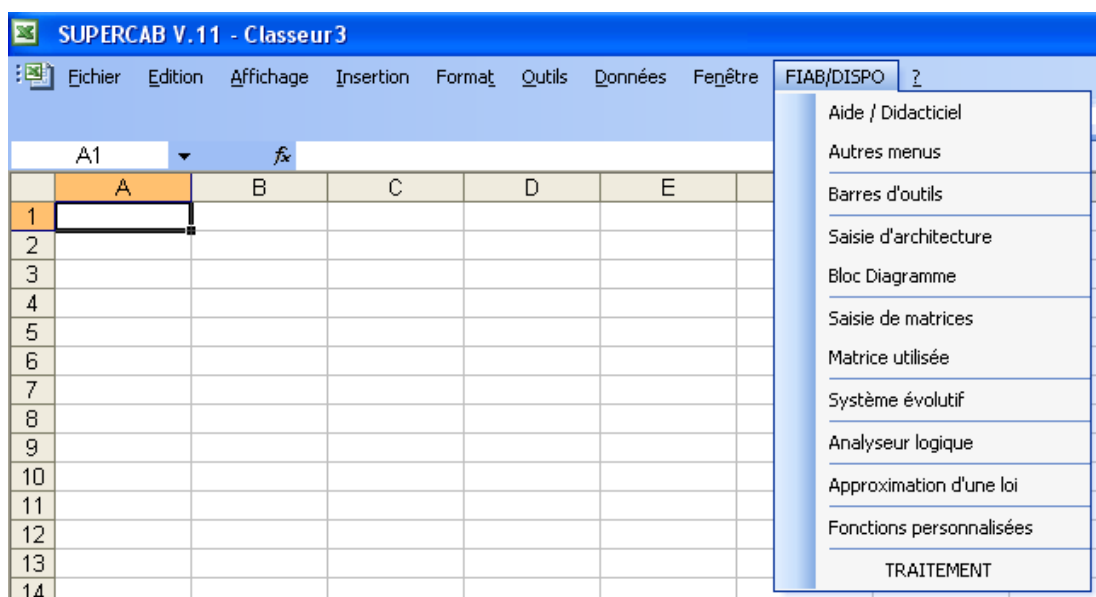 SUPERCAB V.11 - Classeur3
Fichier Edition Affichage Insertion Format Outils Données Fenêtre FIAB/DISPO ?
Aide / Didacticiel
Autres menus
Barres d'outils
Saisie d'architecture
Bloc Diagramme
Saisie de matrices
Matrice utilisée
Système évolutif
Analyseur logique
Approximation d'une loi
Fonctions personnalisées
TRAITEMENT
A1 fx
A B C D E
1
2
3
4
5
6
7
8
9
10
11
12
13
14